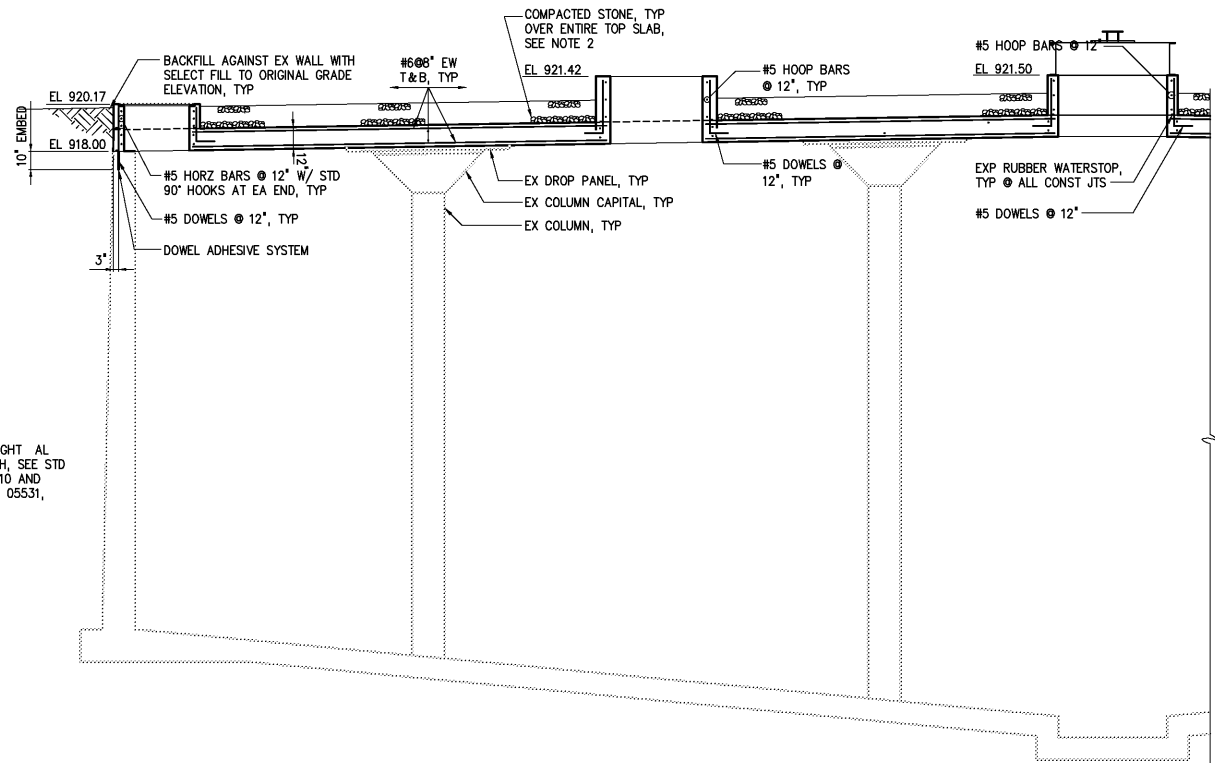 COMPACTED STONE, TYP
OVER ENTIRE TOP SLAB,
SEE NOTE 2
BACKFILL AGAINST EX WALL WITH
SELECT FILL TO ORIGINAL GRADE
ELEVATION, TYP
#6@8" EW
T & B, TYP
#5 HOOP BARS @ 12"
EL 920.17
EL 921.42
#5 HOOP BARS
@ 12", TYP
EL 921.50
10" EMBED
EL 918.00
12"
#5 HORZ BARS @ 12" W/ STD
90° HOOKS AT EA END, TYP
#5 DOWELS @ 12", TYP
DOWEL ADHESIVE SYSTEM
3"
EX DROP PANEL, TYP
EX COLUMN CAPITAL, TYP
EX COLUMN, TYP
#5 DOWELS @
12", TYP
EXP RUBBER WATERSTOP,
TYP @ ALL CONST JTS
#5 DOWELS @ 12"
GHT AL
H, SEE STD
10 AND
05531,